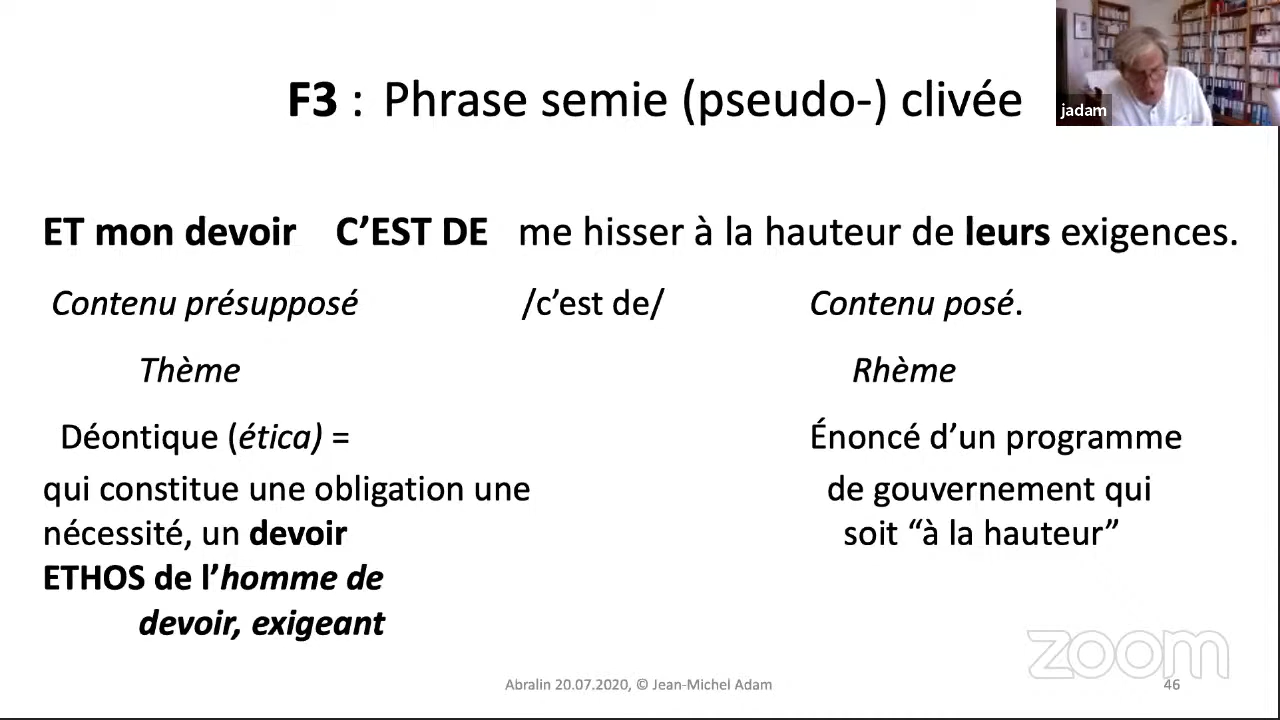 F3 : Phrase semie (pseudo-) clivée
jadam
ET mon devoir C’EST DE me hisser à la hauteur de leurs exigences.
Contenu présupposé /c’est de/ Contenu posé.
Thème Rhème
Déontique (ética) = Énoncé d’un programme
qui constitue une obligation une de gouvernement qui
nécessité, un devoir soit “à la hauteur”
ETHOS de l’homme de
devoir, exigeant
zoom
Abralin 20.07.2020, © Jean-Michel Adam 46